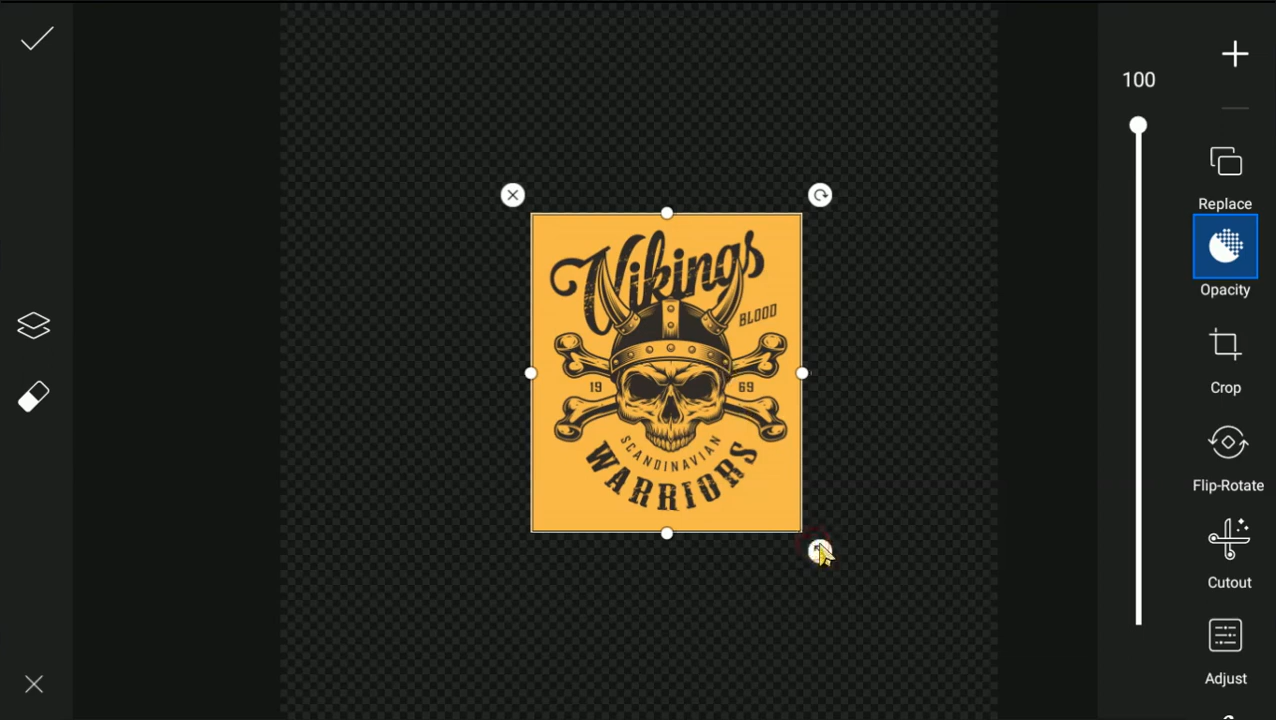 100
Replace
Opacity
Crop
Flip-Rotate
Cutout
Adjust
Vikings
BLOOD
19 69
SCANDINAVIAN
WARRIORS